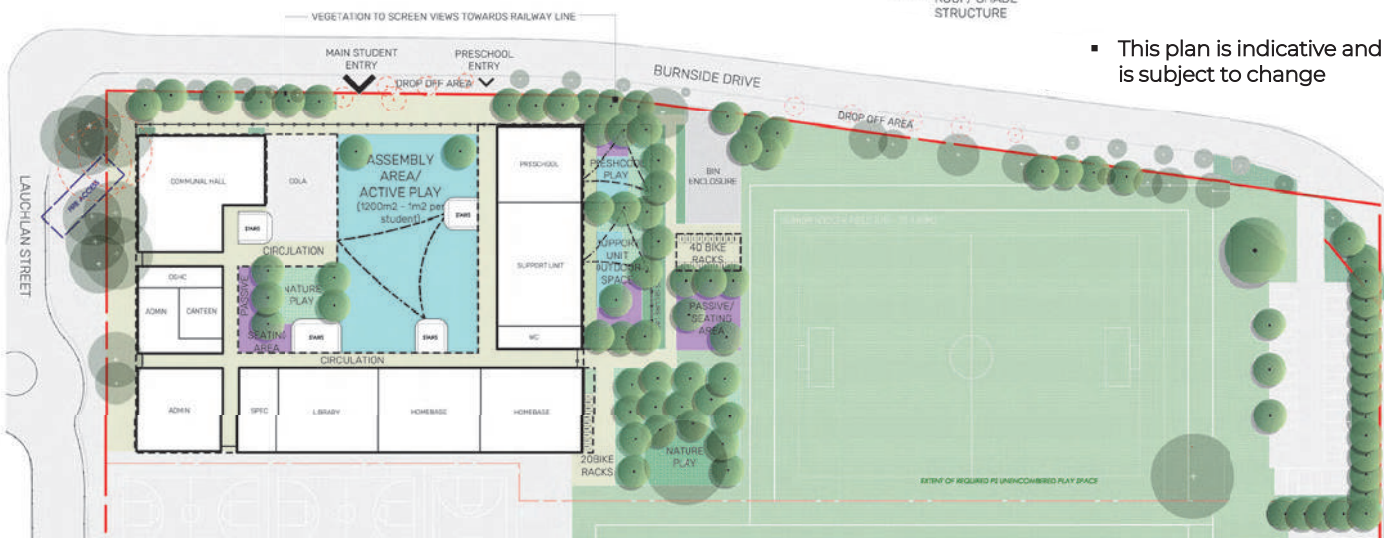 STRUCTURE
VEGETATION TO SCREEN VIEWS TOWARDS RAILWAY LINE
▪ This plan is indicative and
is subject to change
MAIN STUDENT
ENTRY
PRESCHOOL
ENTRY
DROP OFF AREA
BURNSIDE DRIVE
DROP OFF AREA
LAUCHLAN STREET
FIRE ACCESS
COMMUNAL HALL
COLA
ASSEMBLY
AREA/
ACTIVE PLAY
(1200m2 - 1m2 per
student)
STAIRS
STAIRS
PRESCHOOL
PRESHCOOL
PLAY
BIN
ENCLOSURE
CIRCULATION
SUPPORT UNIT
SUPPORT
UNIT
OUTDOOR
SPACE
40 BIKE
RACKS
OSHC
ADMIN
CANTEEN
PASSIVE
SEATING
AREA
NATURE
PLAY
STAIRS
STAIRS
WC
PASSIVE/
SEATING
AREA
CIRCULATION
ADMIN
SPEC
LIBRARY
HOMEBASE
HOMEBASE
20BIKE
RACKS
NATURE
PLAY
EXTENT OF REQUIRED PS UNENCOMBERED PLAY SPACE